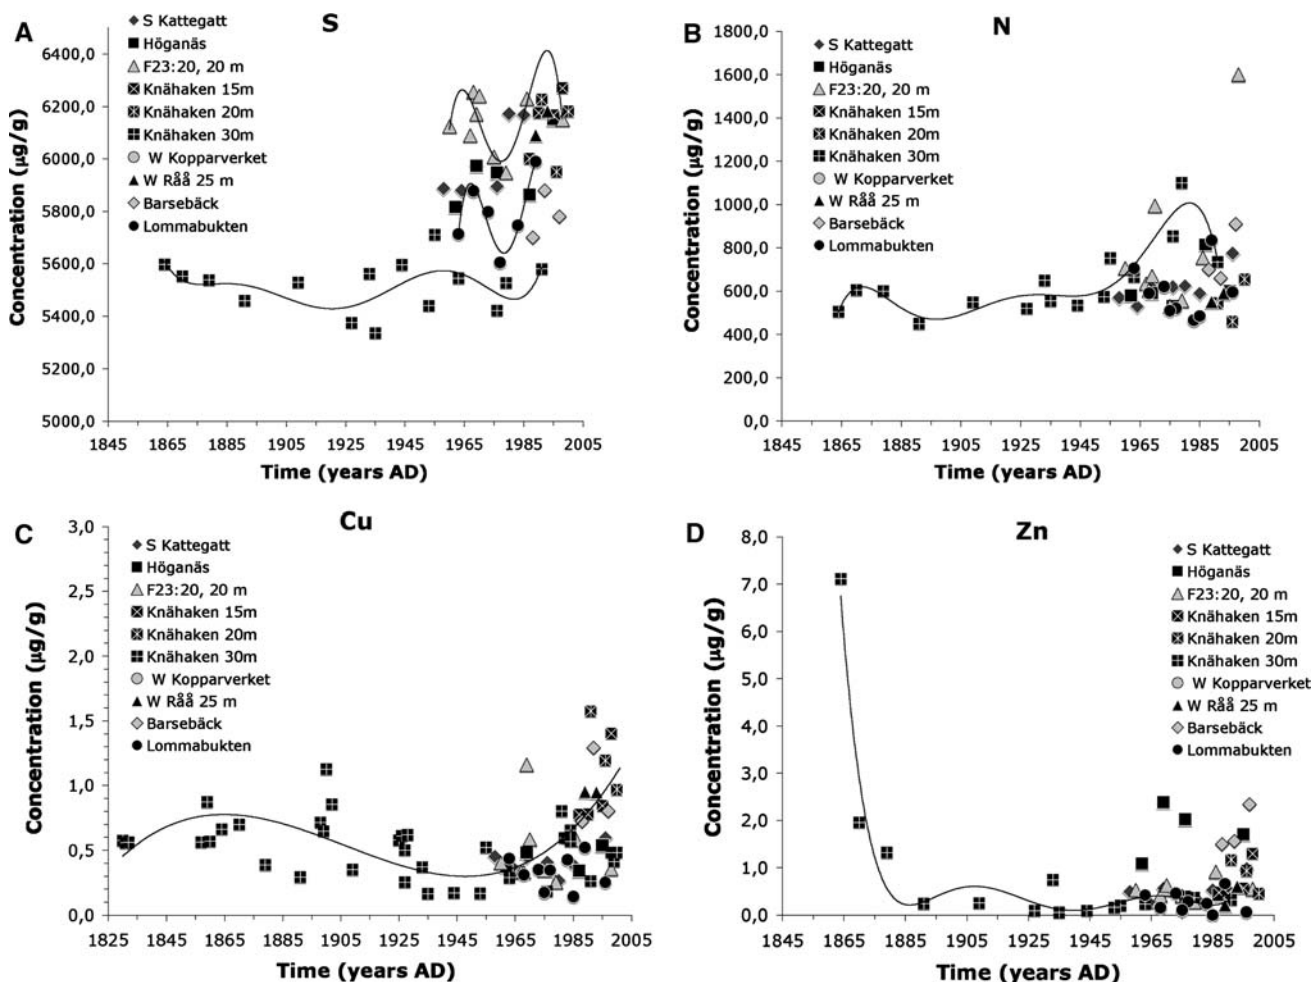 A
S
S Kattegatt
Höganäs
F23:20, 20 m
Knähaken 15m
Knähaken 20m
Knähaken 30m
W Kopparverket
W Råå 25 m
Barsebäck
Lommabukten
Concentration (µg/g)
6400,0
6200,0
6000,0
5800,0
5600,0
5400,0
5200,0
5000,0
1845 1865 1885 1905 1925 1945 1965 1985 2005
Time (years AD)
B
N
S Kattegatt
Höganäs
F23:20, 20 m
Knähaken 15m
Knähaken 20m
Knähaken 30m
W Kopparverket
W Råå 25 m
Barsebäck
Lommabukten
Concentration (µg/g)
1800,0
1600,0
1400,0
1200,0
1000,0
800,0
600,0
400,0
200,0
0,0
1845 1865 1885 1905 1925 1945 1965 1985 2005
Time (years AD)
C
Cu
S Kattegatt
Höganäs
F23:20, 20 m
Knähaken 15m
Knähaken 20m
Knähaken 30m
W Kopparverket
W Råå 25 m
Barsebäck
Lommabukten
Concentration (µg/g)
3,0
2,5
2,0
1,5
1,0
0,5
0,0
1825 1845 1865 1885 1905 1925 1945 1965 1985 2005
Time (years AD)
D
Zn
S Kattegatt
Höganäs
F23:20, 20 m
Knähaken 15m
Knähaken 20m
Knähaken 30m
W Kopparverket
W Råå 25 m
Barsebäck
Lommabukten
Concentration (µg/g)
8,0
7,0
6,0
5,0
4,0
3,0
2,0
1,0
0,0
1845 1865 1885 1905 1925 1945 1965 1985 2005
Time (years AD)